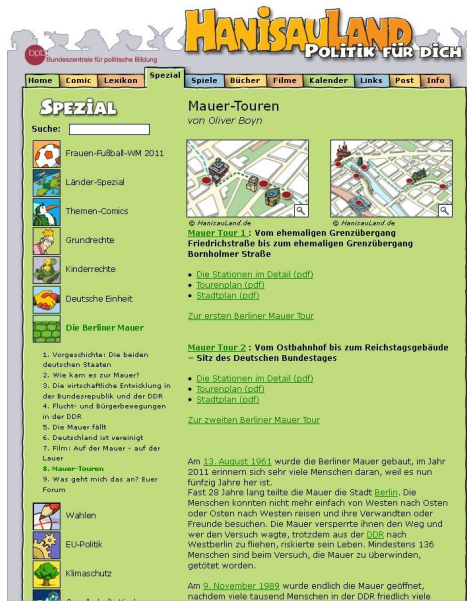 HANISAULAND
POLITIK FÜR DICH
bpb
Bundeszentrale für politische Bildung
Home Comic Lexikon Spezial Spiele Bücher Filme Kalender Links Post Info
SPEZIAL
Suche:
Frauen-Fußball-WM 2011
Länder-Spezial
Themen-Comics
Grundrechte
Kinderrechte
Deutsche Einheit
Die Berliner Mauer
1. Vorgeschichte: Die beiden
deutschen Staaten
2. Wie kam es zur Mauer?
3. Die wirtschaftliche Entwicklung in
der Bundesrepublik und der DDR
4. Flucht- und Bürgerbewegungen
in der DDR
5. Die Mauer fällt
6. Deutschland ist vereinigt
7. Film: Auf der Mauer - auf der
Lauer
8. Mauer-Touren
9. Was geht mich das an? Euer
Forum
Wahlen
EU-Politik
Klimaschutz
Mauer-Touren
von Oliver Boyn
© HanisauLand.de
© HanisauLand.de
Mauer Tour 1 : Vom ehemaligen Grenzübergang
Friedrichstraße bis zum ehemaligen Grenzübergang
Bornholmer Straße
• Die Stationen im Detail (pdf)
• Tourenplan (pdf)
• Stadtplan (pdf)
Zur ersten Berliner Mauer Tour
Mauer Tour 2 : Vom Ostbahnhof bis zum Reichstagsgebäude
– Sitz des Deutschen Bundestages
• Die Stationen im Detail (pdf)
• Tourenplan (pdf)
• Stadtplan (pdf)
Zur zweiten Berliner Mauer Tour
Am 13. August 1961 wurde die Berliner Mauer gebaut, im Jahr
2011 erinnern sich sehr viele Menschen daran, weil es nun
fünfzig Jahre her ist.
Fast 28 Jahre lang teilte die Mauer die Stadt Berlin. Die
Menschen konnten nicht mehr einfach von Westen nach Osten
oder Osten nach Westen reisen und ihre Verwandten oder
Freunde besuchen. Die Mauer versperrte ihnen den Weg und
wer den Versuch wagte, trotzdem aus der DDR nach
Westberlin zu fliehen, riskierte sein Leben. Mindestens 136
Menschen sind beim Versuch, die Mauer zu überwinden,
getötet worden.
Am 9. November 1989 wurde endlich die Mauer geöffnet,
nachdem viele tausend Menschen in der DDR friedlich viele